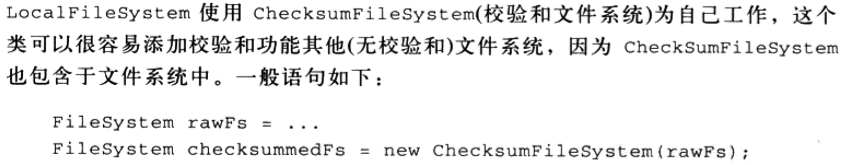 LocalFileSystem 使用 ChecksumFileSystem(校验和文件系统)为自己工作，这个
类可以很容易添加校验和功能其他(无校验和)文件系统，因为 CheckSumFileSystem
也包含于文件系统中。一般语句如下：
FileSystem rawFs = ...
FileSystem checksummedFs = new ChecksumFileSystem(rawFs);